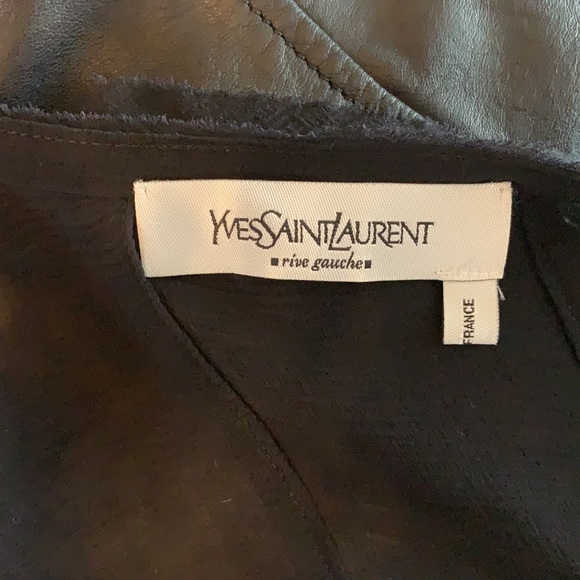 YVESSAINTLAURENT
rive gauche
FRANCE